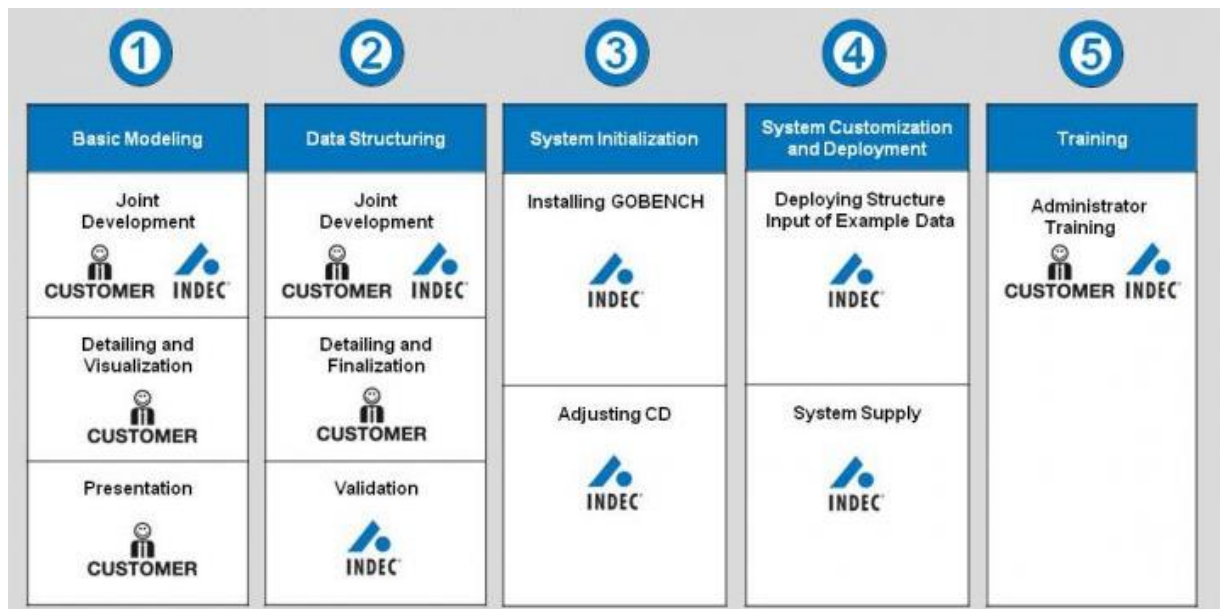 1
2
3
4
5
Basic Modeling
Joint
Development
CUSTOMER INDEC
Detailing and
Visualization
CUSTOMER
Presentation
CUSTOMER
Data Structuring
Joint
Development
CUSTOMER INDEC
Detailing and
Finalization
CUSTOMER
Validation
INDEC
System Initialization
Installing GOBENCH
INDEC
Adjusting CD
INDEC
System Customization
and Deployment
Deploying Structure
Input of Example Data
INDEC
System Supply
INDEC
Training
Administrator
Training
CUSTOMER INDEC